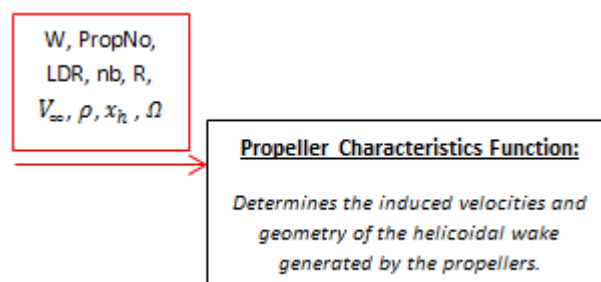 W, PropNo,
LDR, nb, R,
V∞, ρ, xₕ , Ω
Propeller Characteristics Function:
Determines the induced velocities and
geometry of the helicoidal wake
generated by the propellers.